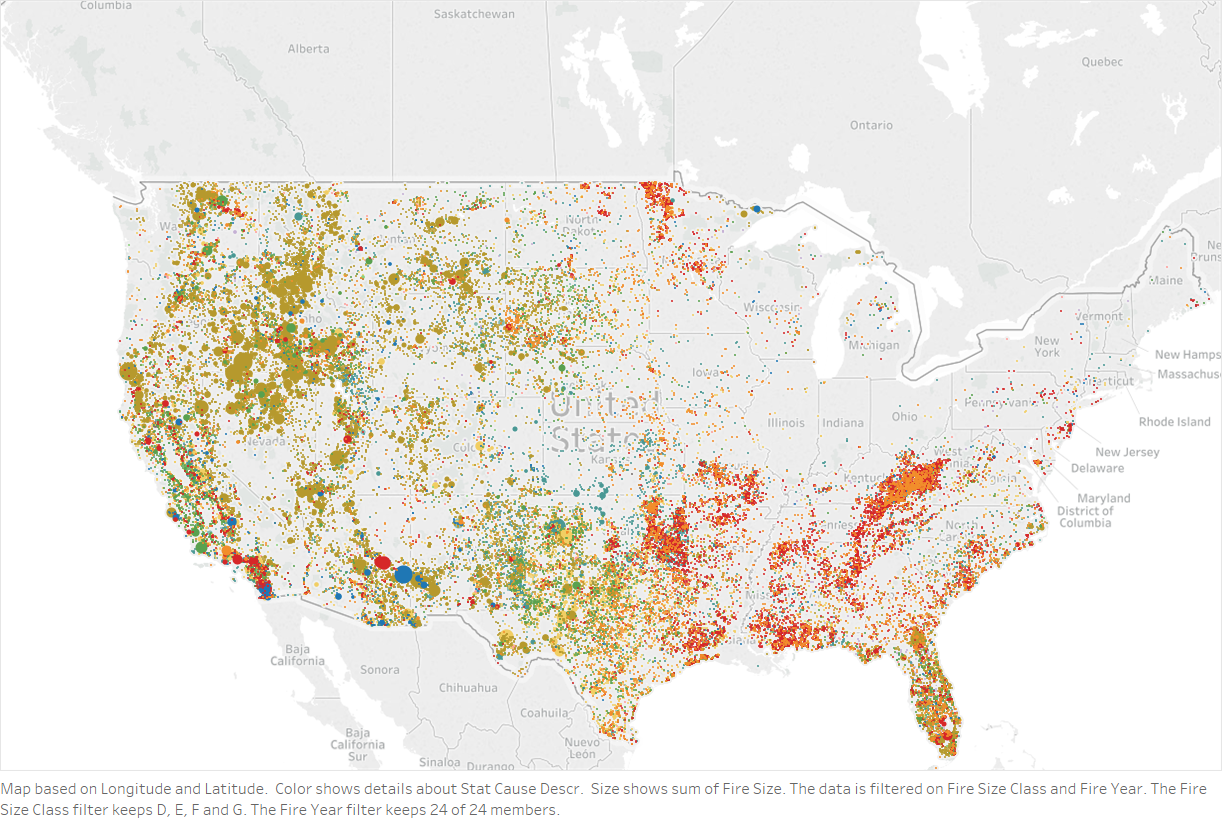 Columbia
Saskatchewan
Alberta
Quebec
Ontario
North
Maine
Wisconsin
Vermont
Michigan
New
York
New Hamps
Massachus
Iowa
Ohio
Illinois
Indiana
Rhode Island
United
Nevada
New Jersey
Delaware
Maryland
District of
Columbia
Baja
California
Sonora
Chihuahua
Coahuila
Baja
California
Sur
Nuevo
León
Sinaloa
Durango
Map based on Longitude and Latitude.  Color shows details about Stat Cause Descr.  Size shows sum of Fire Size. The data is filtered on Fire Size Class and Fire Year. The Fire
Size Class filter keeps D, E, F and G. The Fire Year filter keeps 24 of 24 members.